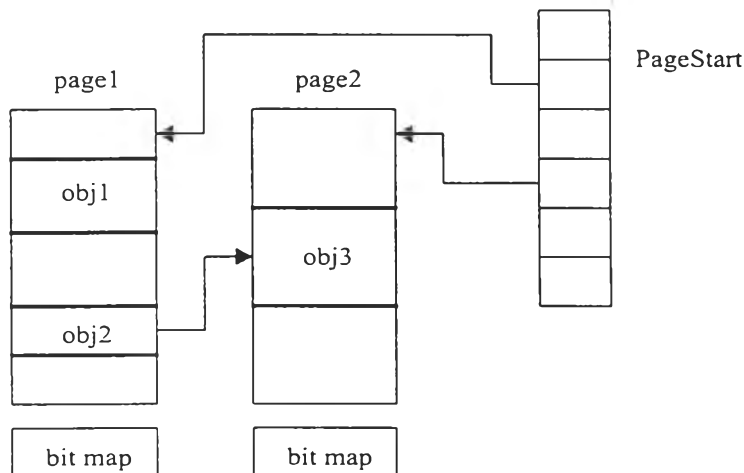 PageStart
page1
page2
obj1
obj3
obj2
bit map
bit map